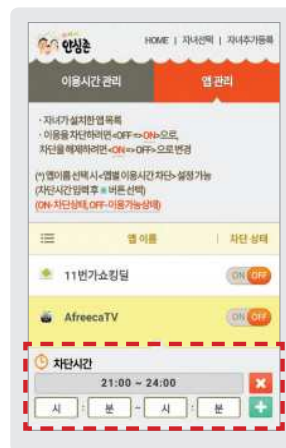 안심존
HOME | 자녀선택 | 자녀추가등록
이용시간 관리
앱 관리
· 자녀가 설치한 앱 목록
· 이용을 차단하려면 <OFF => ON>으로,
차단을 해제하려면 <ON => OFF>으로 변경
(*) 앱이름 선택 시 <앱별 이용시간 차단> 설정가능
(차단시간 입력 후 + 버튼 선택)
(ON-차단상태, OFF-이용가능상태)
앱 이름 | 차단 상태
11번가쇼킹딜 ON OFF
AfreecaTV ON OFF
차단시간
21:00 ~ 24:00
시 : 분 ~ 시 : 분